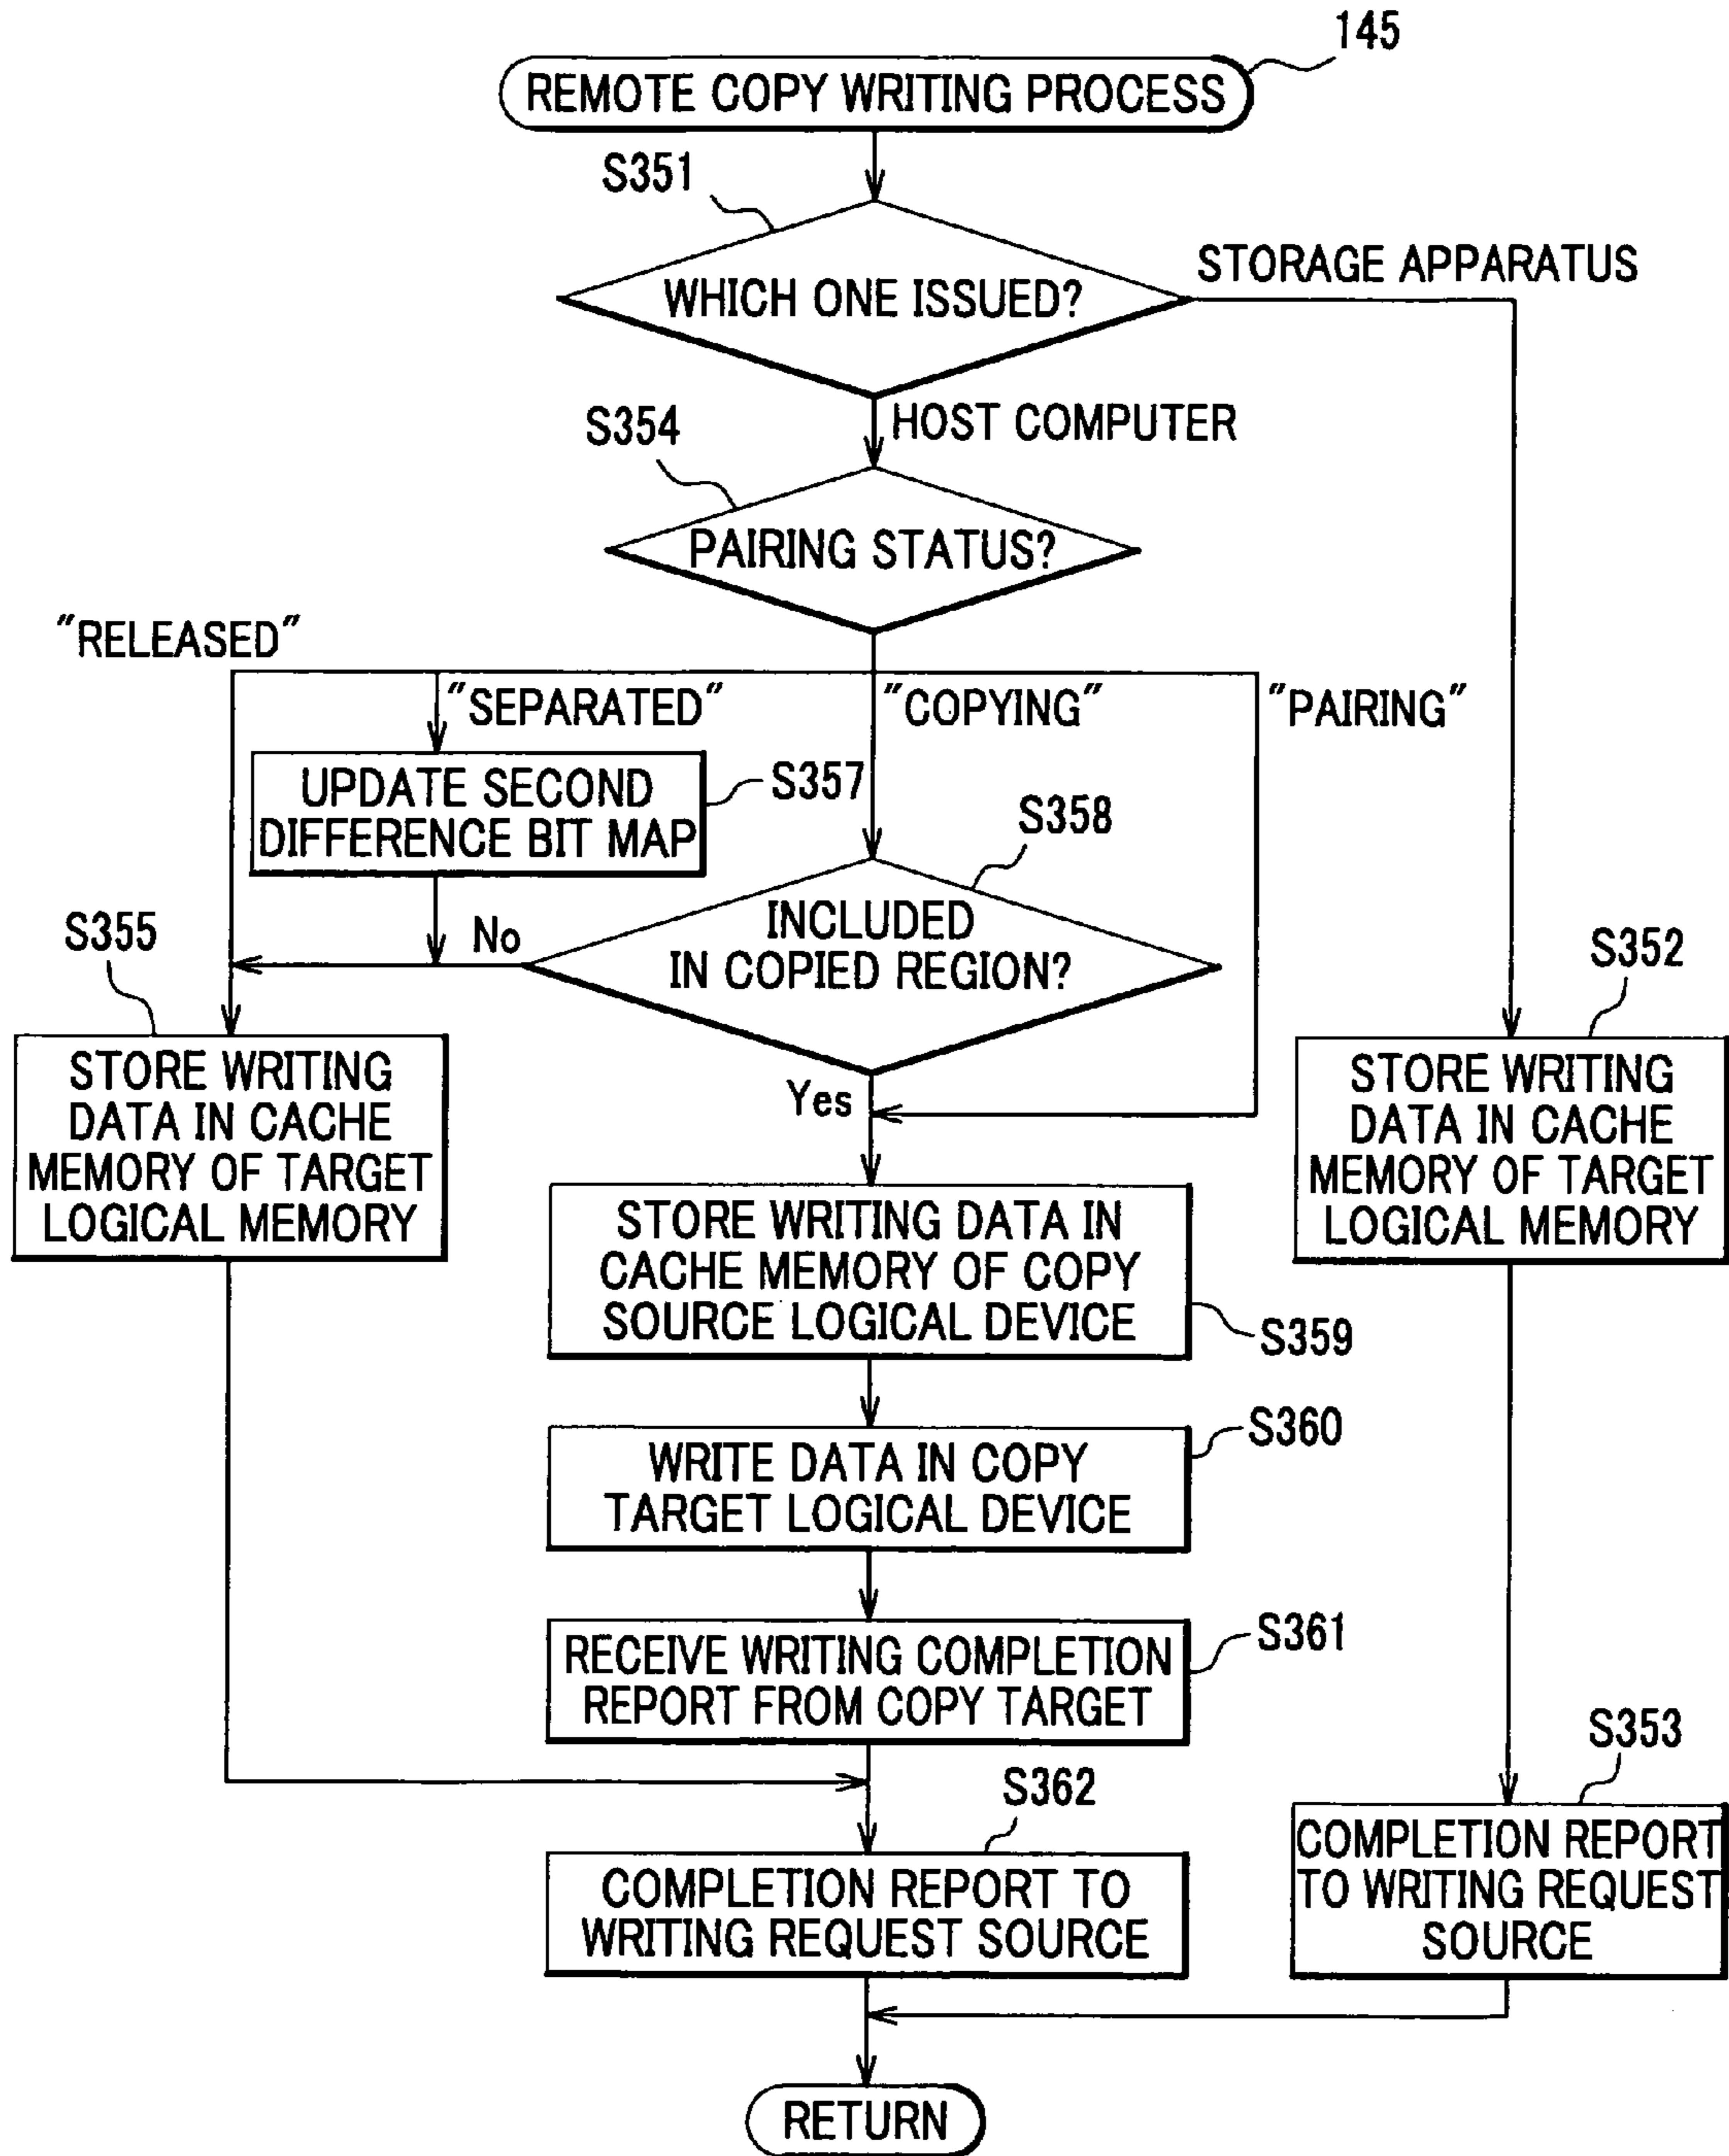 145
REMOTE COPY WRITING PROCESS
S351
WHICH ONE ISSUED?
STORAGE APPARATUS
HOST COMPUTER
S354
PAIRING STATUS?
"RELEASED"
"SEPARATED"
"COPYING"
"PAIRING"
UPDATE SECOND
DIFFERENCE BIT MAP
S357
S358
INCLUDED
IN COPIED REGION?
No
Yes
S355
STORE WRITING
DATA IN CACHE
MEMORY OF TARGET
LOGICAL MEMORY
S352
STORE WRITING
DATA IN CACHE
MEMORY OF TARGET
LOGICAL MEMORY
STORE WRITING DATA IN
CACHE MEMORY OF COPY
SOURCE LOGICAL DEVICE
S359
S360
WRITE DATA IN COPY
TARGET LOGICAL DEVICE
S361
RECEIVE WRITING COMPLETION
REPORT FROM COPY TARGET
S362
COMPLETION REPORT TO
WRITING REQUEST SOURCE
S353
COMPLETION REPORT
TO WRITING REQUEST
SOURCE
RETURN